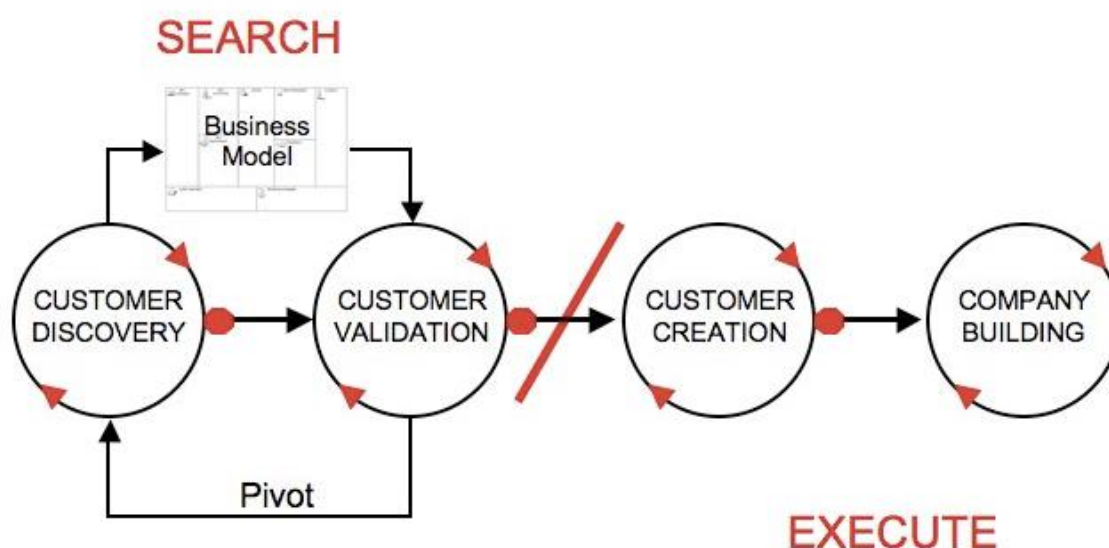 SEARCH
Business
Model
CUSTOMER
DISCOVERY
CUSTOMER
VALIDATION
CUSTOMER
CREATION
COMPANY
BUILDING
Pivot
EXECUTE